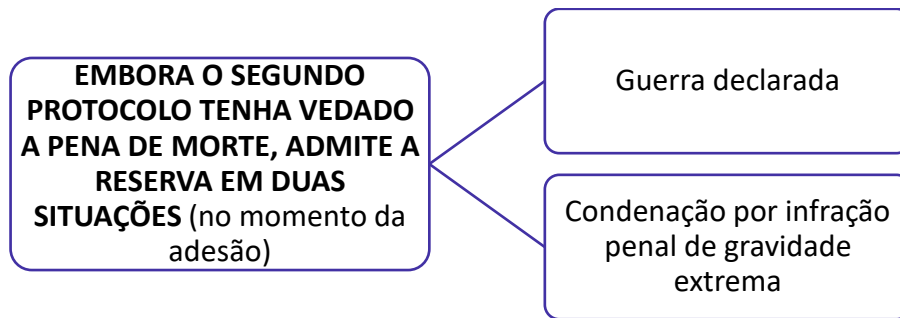 EMBORA O SEGUNDO
PROTOCOLO TENHA VEDADO
A PENA DE MORTE, ADMITE A
RESERVA EM DUAS
SITUAÇÕES (no momento da
adesão)
Guerra declarada
Condenação por infração
penal de gravidade
extrema